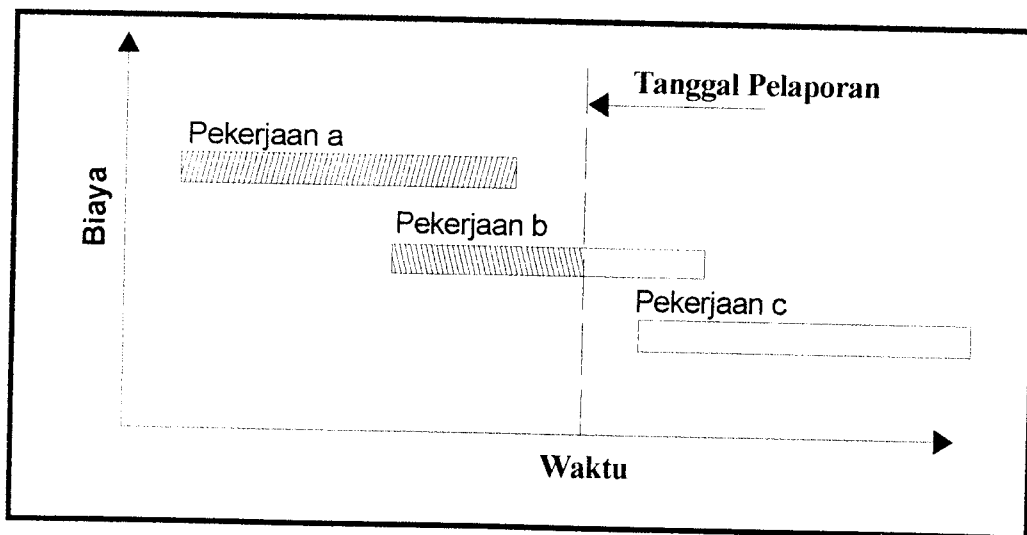 Tanggal Pelaporan
Pekerjaan a
Pekerjaan b
Pekerjaan c
Biaya
Waktu